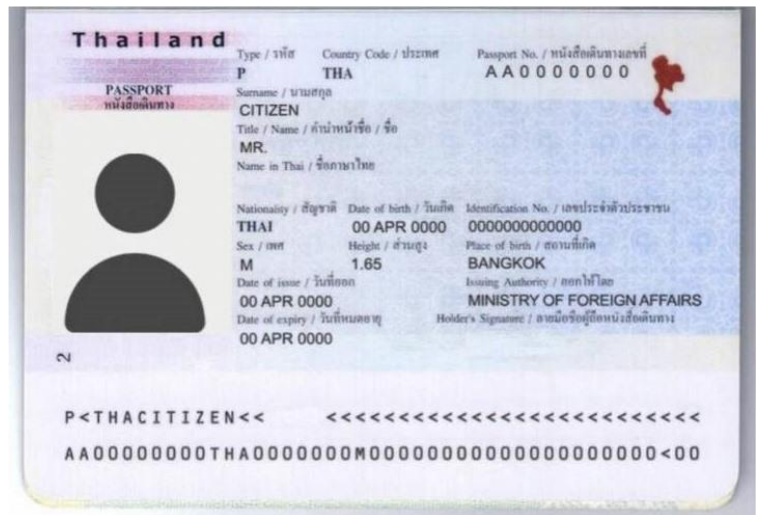 Thailand
PASSPORT
หนังสือเดินทาง
Type / รหัส Country Code / ประเทศ Passport No. / หนังสือเดินทางเลขที่
P THA AA0000000
Surname / นามสกุล
CITIZEN
Title / Name / คำนำหน้าชื่อ / ชื่อ
MR.
Name in Thai / ชื่อภาษาไทย
Nationality / สัญชาติ Date of birth / วันเกิด Identification No. / เลขประจำตัวประชาชน
THAI 00 APR 0000 0000000000000
Sex / เพศ Height / ส่วนสูง Place of birth / สถานที่เกิด
M 1.65 BANGKOK
Date of issue / วันที่ออก Issuing Authority / ออกให้โดย
00 APR 0000 MINISTRY OF FOREIGN AFFAIRS
Date of expiry / วันที่หมดอายุ Holder's Signature / ลายมือชื่อผู้ถือหนังสือเดินทาง
00 APR 0000
2
P<THACITIZEN<< <<<<<<<<<<<<<<<<<<<<<<<<<<
AA00000000THA0000000M0000000000000000000000<00